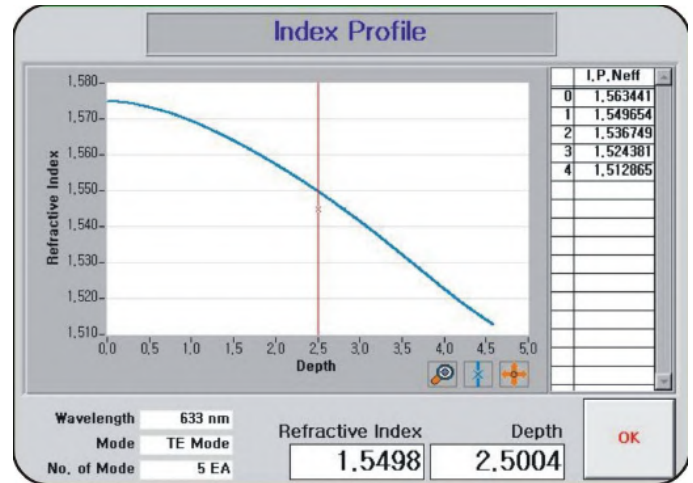 Index Profile
I.P.Neff
0 1.563441
1 1.549654
2 1.536749
3 1.524381
4 1.512865
Refractive Index
1.580
1.570
1.560
1.550
1.540
1.530
1.520
1.510
0,0 0,5 1,0 1,5 2,0 2,5 3,0 3,5 4,0 4,5 5,0
Depth
Wavelength 633 nm
Mode TE Mode
No. of Mode 5 EA
Refractive Index
1.5498
Depth
2.5004
OK